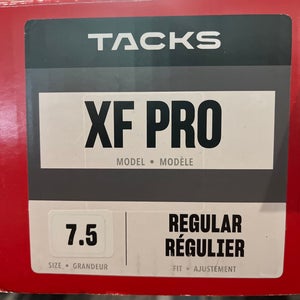 TACKS
XF PRO
MODEL • MODÈLE
7.5
SIZE • GRANDEUR
REGULAR
RÉGULIER
FIT • AJUSTEMENT